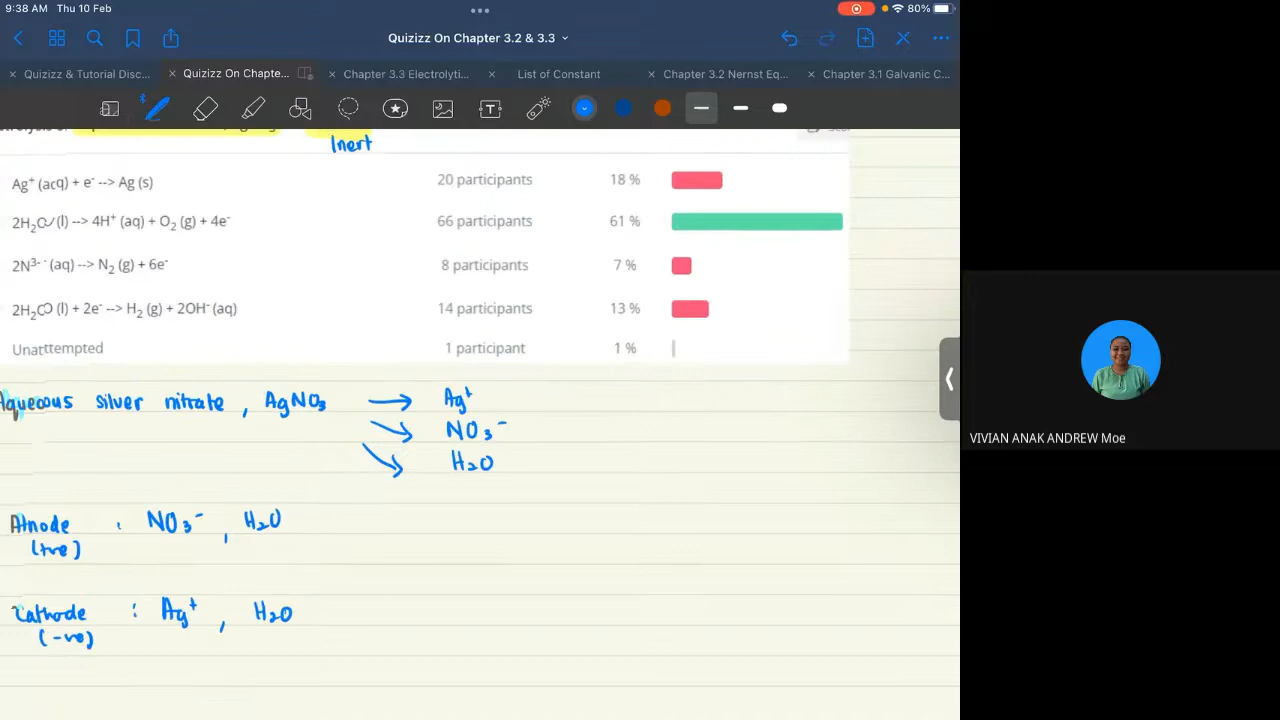 9:38 AM Thu 10 Feb
80%
Quizizz On Chapter 3.2 & 3.3
Quizizz & Tutorial Disc...
Quizizz On Chapte...
Chapter 3.3 Electrolyti...
List of Constant
Chapter 3.2 Nernst Eq...
Chapter 3.1 Galvanic C...
Inert
Ag⁺ (acq) + e⁻ --> Ag (s)
20 participants 18 %
2H₂O (l) --> 4H⁺ (aq) + O₂ (g) + 4e⁻
66 participants 61 %
2N³⁻ (aq) --> N₂ (g) + 6e⁻
8 participants 7 %
2H₂O (l) + 2e⁻ --> H₂ (g) + 2OH⁻ (aq)
14 participants 13 %
Unattempted
1 participant 1 %
Aqueous silver nitrate, AgNO₃ → Ag⁺
→ NO₃⁻
→ H₂O
Anode : NO₃⁻, H₂O
(+ve)
Cathode : Ag⁺, H₂O
(-ve)
VIVIAN ANAK ANDREW Moe